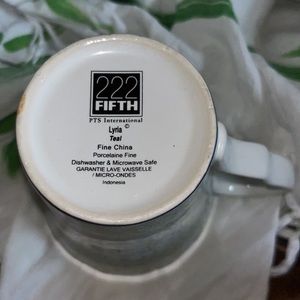 222
FIFTH
PTS International
Lyria ©
Teal
Fine China
Porcelaine Fine
Dishwasher & Microwave Safe
GARANTIE LAVE VAISSELLE
/ MICRO-ONDES
Indonesia